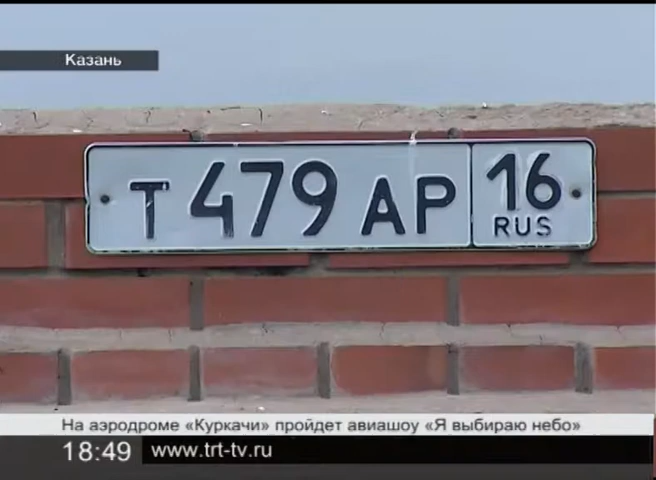 Казань
Т 479 АР 16
RUS
На аэродроме «Куркачи» пройдет авиашоу «Я выбираю небо»
18:49 www.trt-tv.ru